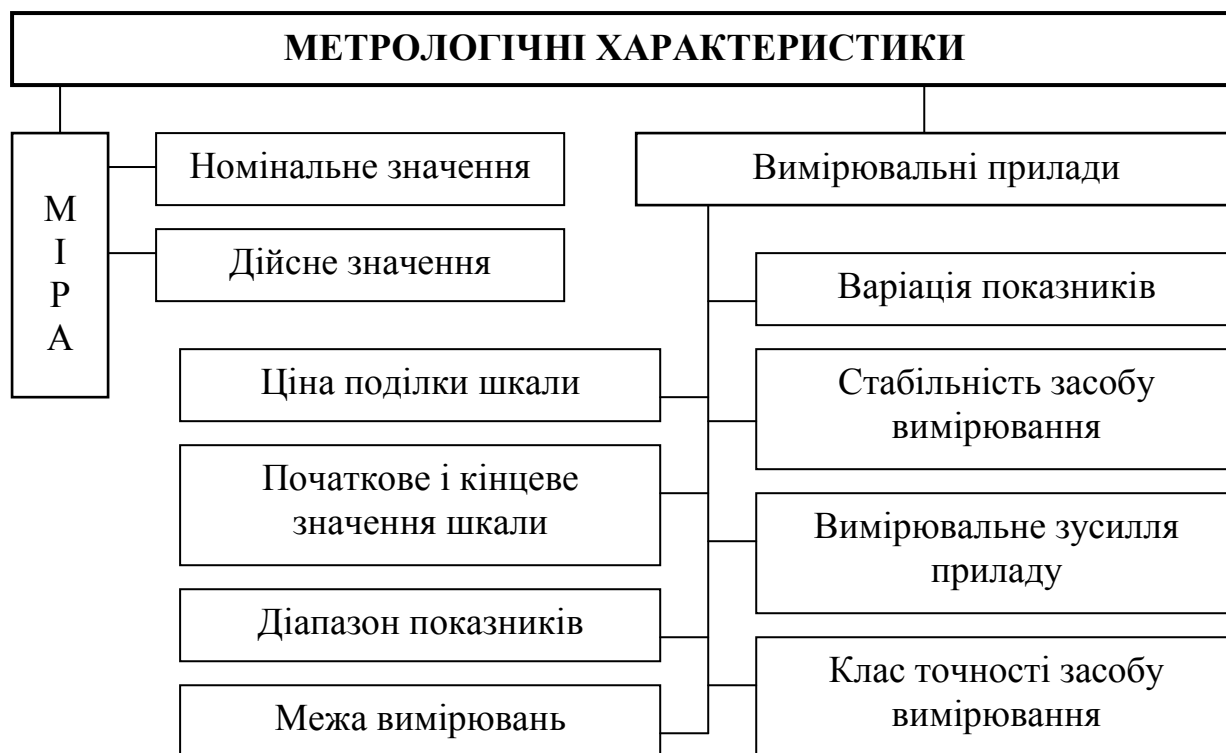 МЕТРОЛОГІЧНІ ХАРАКТЕРИСТИКИ
М
І
Р
А
Номінальне значення
Дійсне значення
Вимірювальні прилади
Ціна поділки шкали
Початкове і кінцеве
значення шкали
Діапазон показників
Межа вимірювань
Варіація показників
Стабільність засобу
вимірювання
Вимірювальне зусилля
приладу
Клас точності засобу
вимірювання